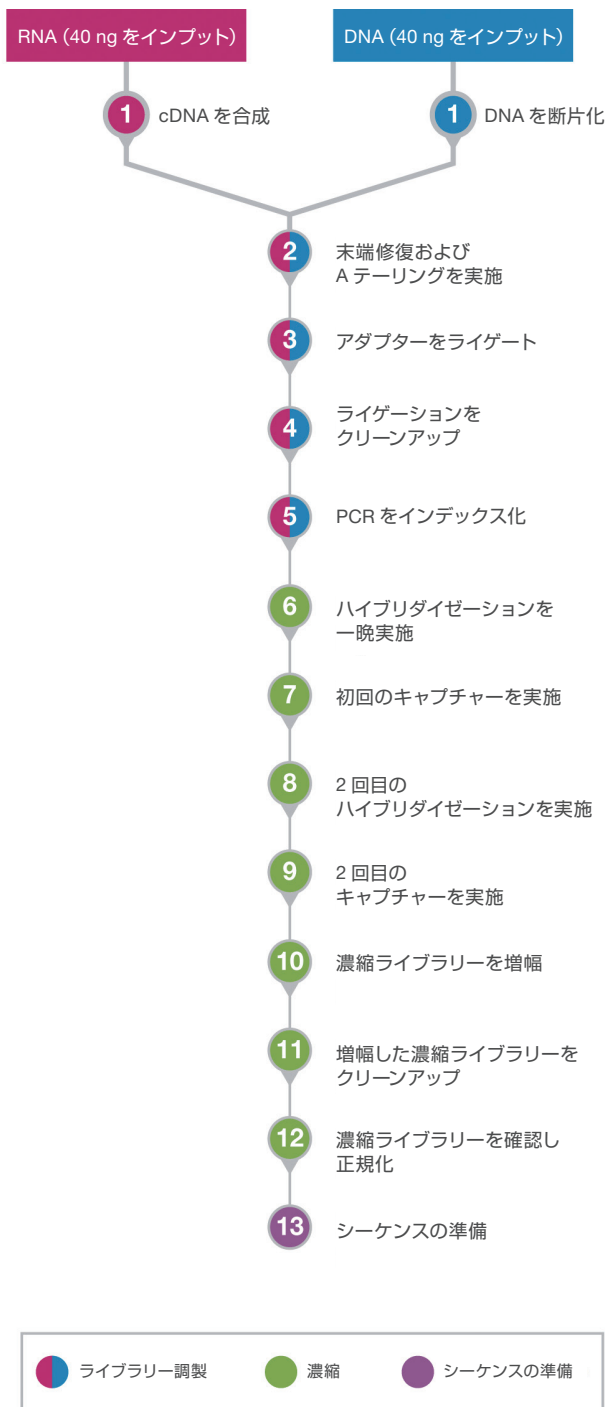 RNA（40 ng をインプット）
DNA（40 ng をインプット）
1
cDNA を合成
1
DNA を断片化
2
末端修復および
A テーリングを実施
3
アダプターをライゲート
4
ライゲーションを
クリーンアップ
5
PCR をインデックス化
6
ハイブリダイゼーションを
一晩実施
7
初回のキャプチャーを実施
8
2 回目の
ハイブリダイゼーションを実施
9
2 回目の
キャプチャーを実施
10
濃縮ライブラリーを増幅
11
増幅した濃縮ライブラリーを
クリーンアップ
12
濃縮ライブラリーを確認し
正規化
13
シーケンスの準備
ライブラリー調製
濃縮
シーケンスの準備